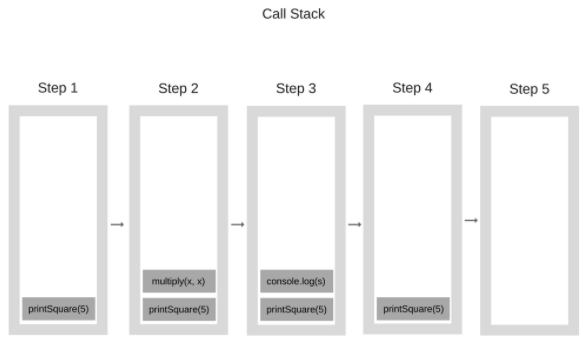 Call Stack
Step 1
Step 2
Step 3
Step 4
Step 5
→
→
→
→
multiply(x, x)
console.log(s)
printSquare(5)
printSquare(5)
printSquare(5)
printSquare(5)